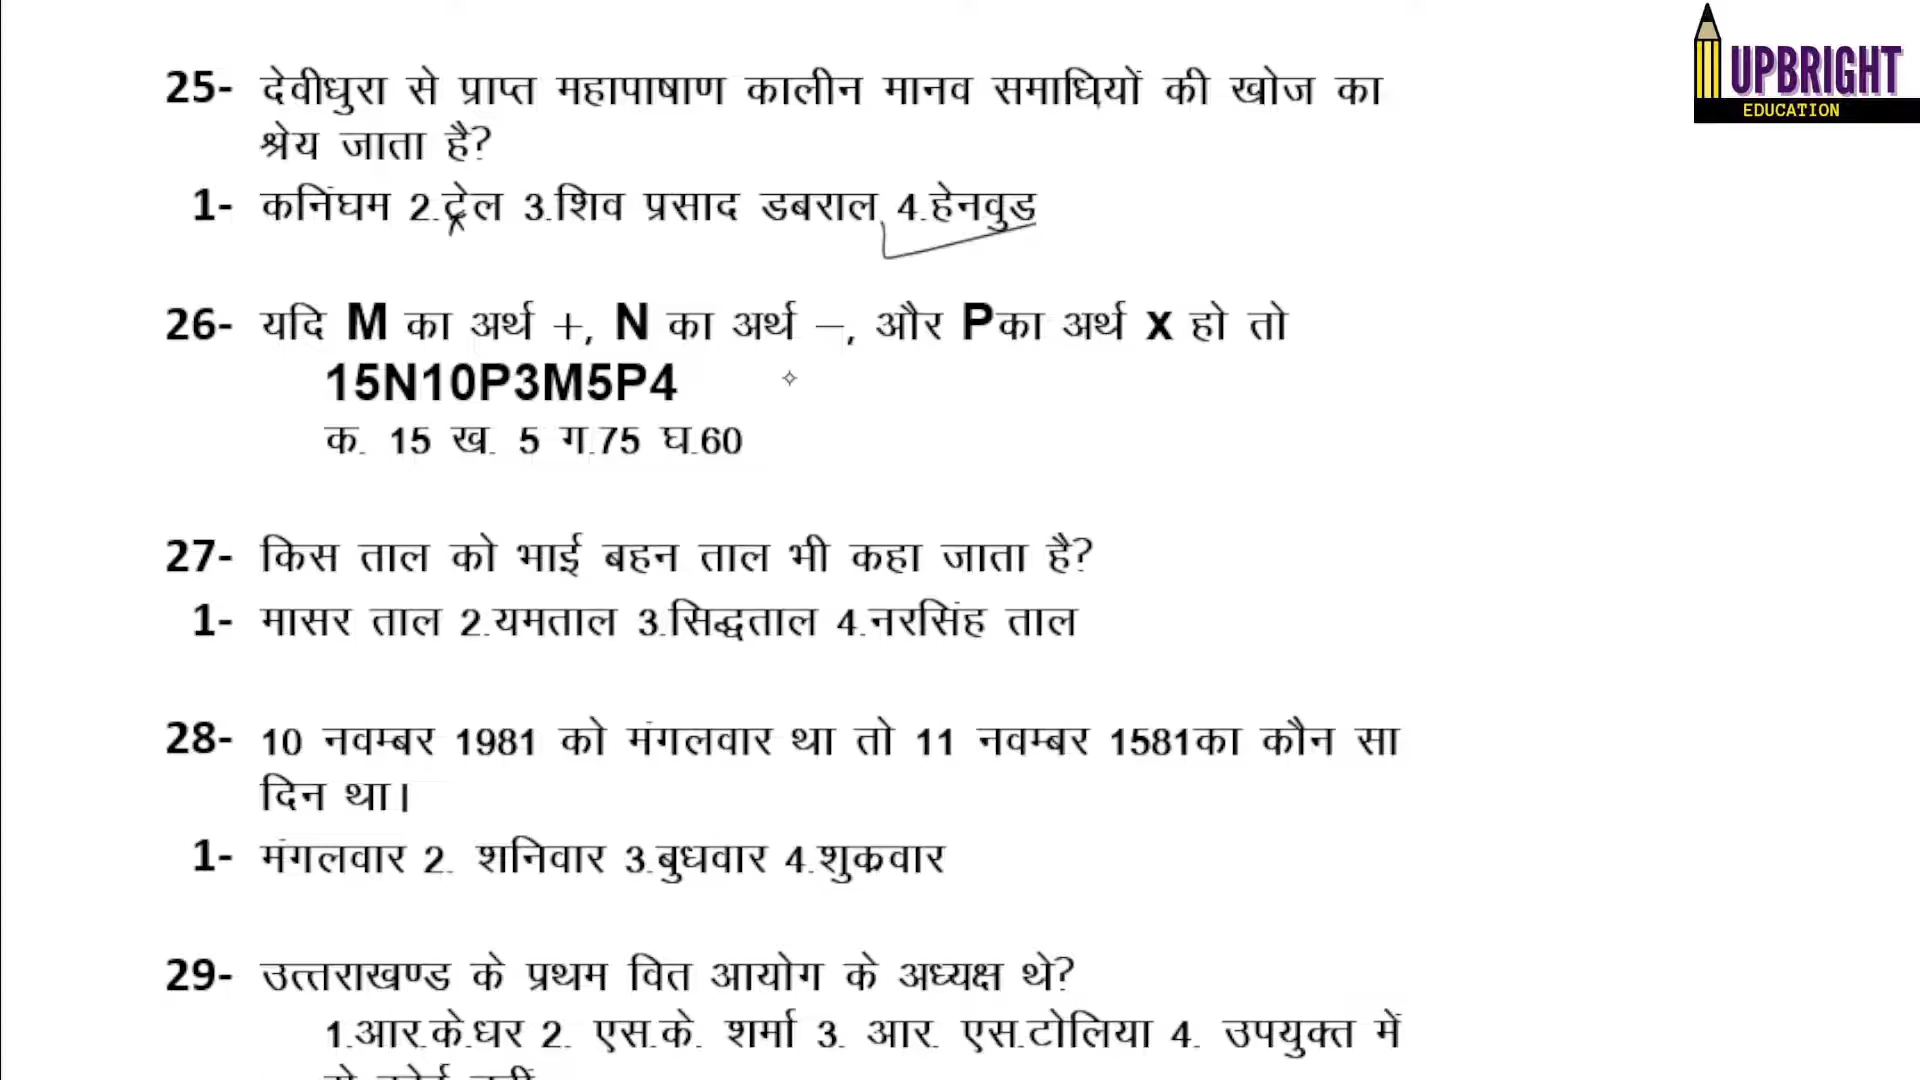 UPBRIGHT
EDUCATION
25- देवीधुरा से प्राप्त महापाषाण कालीन मानव समाधियों की खोज का
श्रेय जाता है?
1- कनिंघम 2.ट्रेल 3.शिव प्रसाद डबराल 4.हेनवुड
26- यदि M का अर्थ +, N का अर्थ –, और Pका अर्थ x हो तो
15N10P3M5P4
क. 15 ख. 5 ग.75 घ.60
27- किस ताल को भाई बहन ताल भी कहा जाता है?
1- मासर ताल 2.यमताल 3.सिद्धताल 4.नरसिंह ताल
28- 10 नवम्बर 1981 को मंगलवार था तो 11 नवम्बर 1581का कौन सा
दिन था।
1- मंगलवार 2. शनिवार 3.बुधवार 4.शुक्रवार
29- उत्तराखण्ड के प्रथम वित आयोग के अध्यक्ष थे?
1.आर.के.धर 2. एस.के. शर्मा 3. आर. एस.टोलिया 4. उपयुक्त में